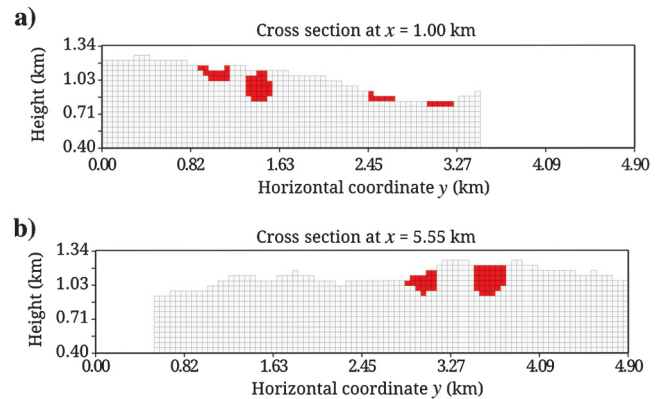 a)
Cross section at x = 1.00 km
1.34
1.03
0.71
0.40
Height (km)
0.00 0.82 1.63 2.45 3.27 4.09 4.90
Horizontal coordinate y (km)
b)
Cross section at x = 5.55 km
1.34
1.03
0.71
0.40
Height (km)
0.00 0.82 1.63 2.45 3.27 4.09 4.90
Horizontal coordinate y (km)